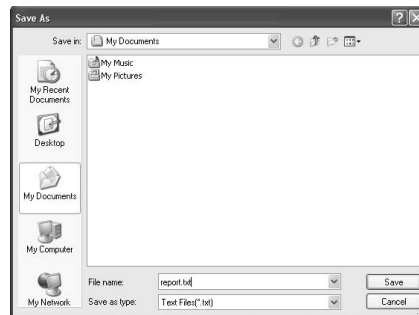 Save As
Save in: My Documents
My Recent
Documents
Desktop
My Documents
My Computer
My Network
My Music
My Pictures
File name: report.txt Save
Save as type: Text Files(*.txt) Cancel